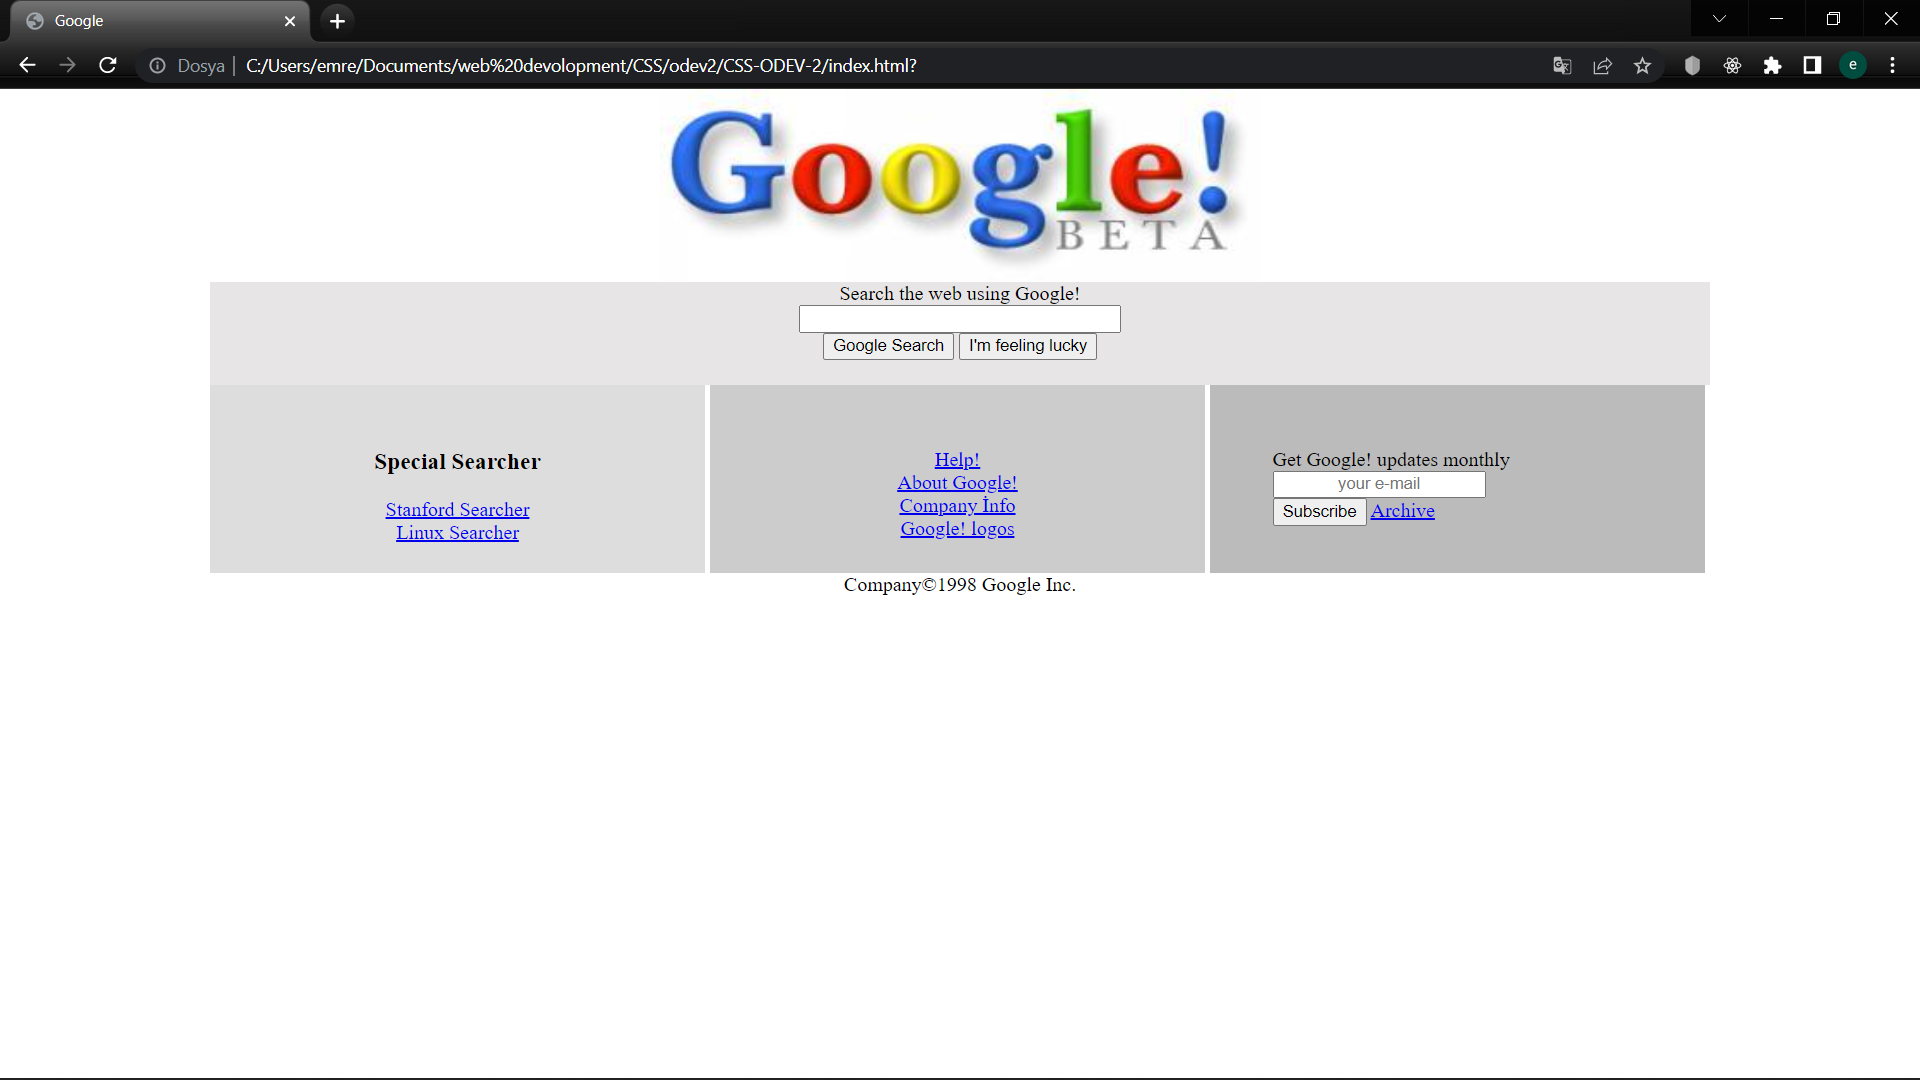 Google
Dosya | C:/Users/emre/Documents/web%20devolopment/CSS/odev2/CSS-ODEV-2/index.html?
e
Google!
BETA
Search the web using Google!
Google Search I'm feeling lucky
Special Searcher
Stanford Searcher
Linux Searcher
Help!
About Google!
Company İnfo
Google! logos
Get Google! updates monthly
your e-mail
Subscribe Archive
Company©1998 Google Inc.